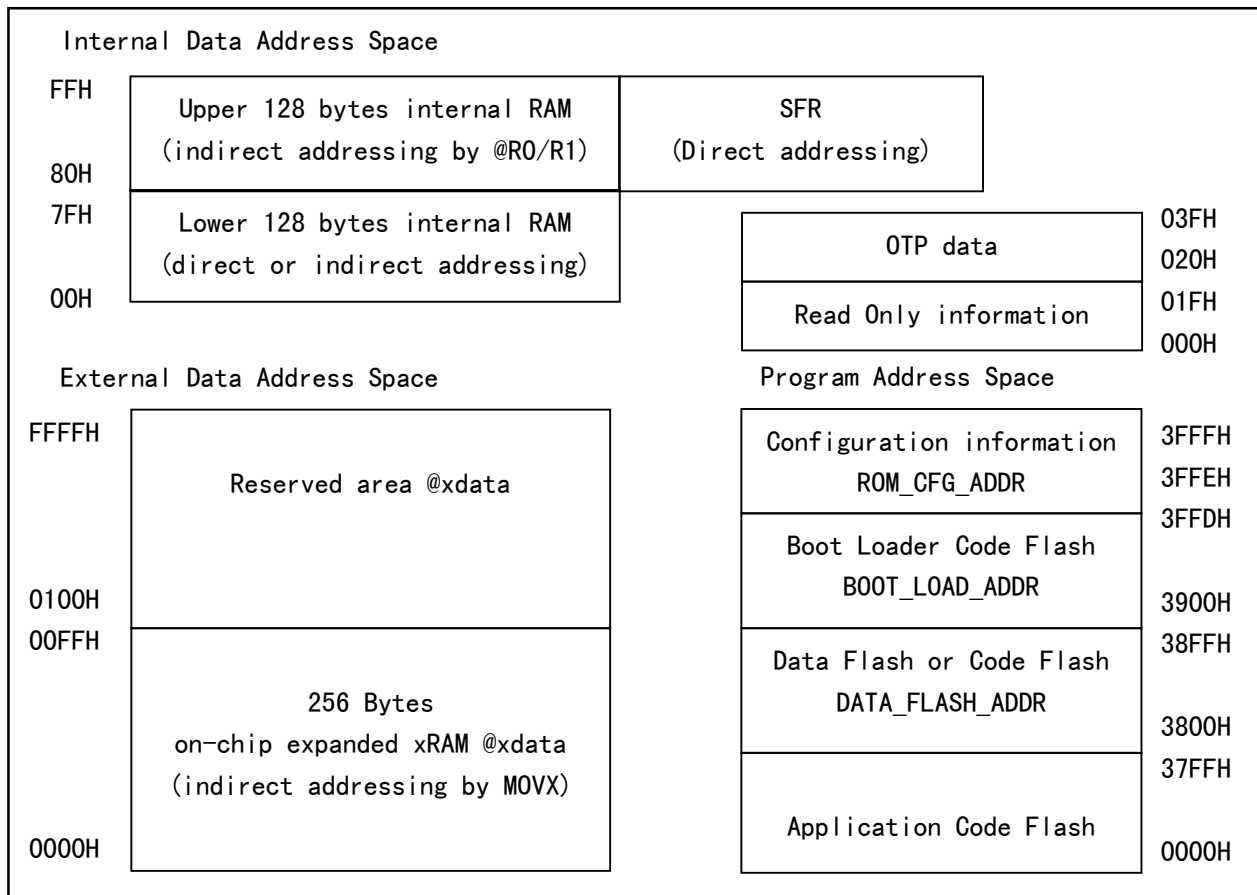 Internal Data Address Space
FFH
Upper 128 bytes internal RAM
(indirect addressing by @R0/R1)
80H
SFR
(Direct addressing)
7FH
Lower 128 bytes internal RAM
(direct or indirect addressing)
00H
OTP data
03FH
020H
Read Only information
01FH
000H
External Data Address Space
FFFFH
Reserved area @xdata
0100H
00FFH
256 Bytes
on-chip expanded xRAM @xdata
(indirect addressing by MOVX)
0000H
Program Address Space
Configuration information
ROM_CFG_ADDR
3FFFH
3FFEH
Boot Loader Code Flash
BOOT_LOAD_ADDR
3FFDH
3900H
Data Flash or Code Flash
DATA_FLASH_ADDR
38FFH
3800H
Application Code Flash
37FFH
0000H